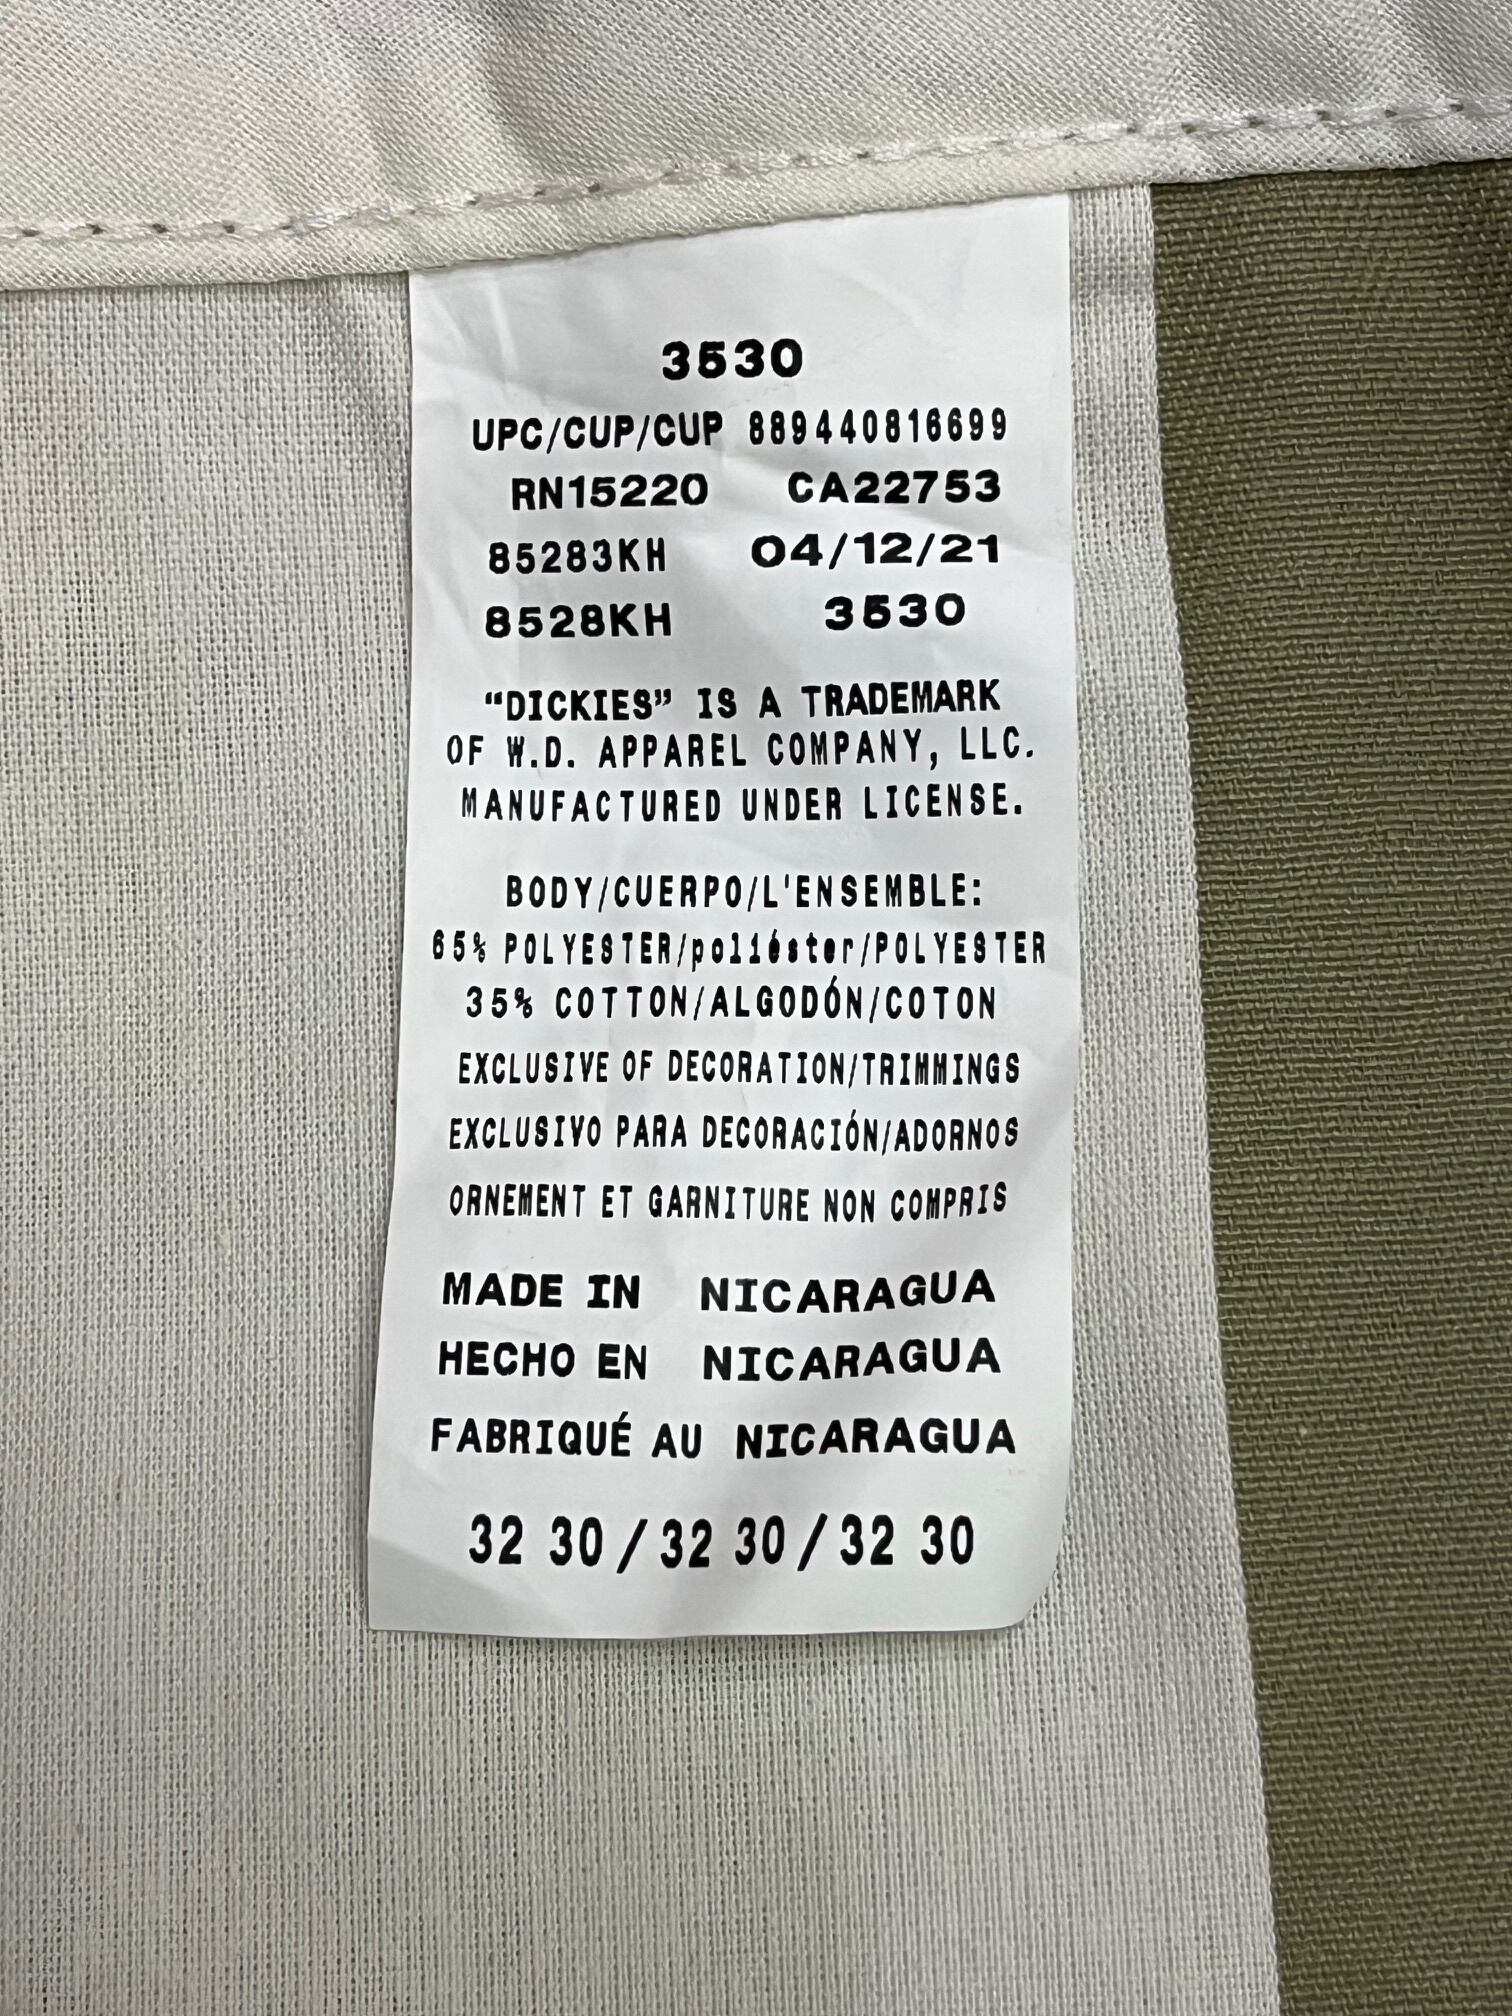 3530
UPC/CUP/CUP 889440816699
RN15220 CA22753
85283KH 04/12/21
8528KH 3530
“DICKIES” IS A TRADEMARK
OF W.D. APPAREL COMPANY, LLC.
MANUFACTURED UNDER LICENSE.
BODY/CUERPO/L'ENSEMBLE:
65% POLYESTER/poliéster/POLYESTER
35% COTTON/ALGODÓN/COTON
EXCLUSIVE OF DECORATION/TRIMMINGS
EXCLUSIVO PARA DECORACIÓN/ADORNOS
ORNEMENT ET GARNITURE NON COMPRIS
MADE IN NICARAGUA
HECHO EN NICARAGUA
FABRIQUÉ AU NICARAGUA
32 30 / 32 30 / 32 30